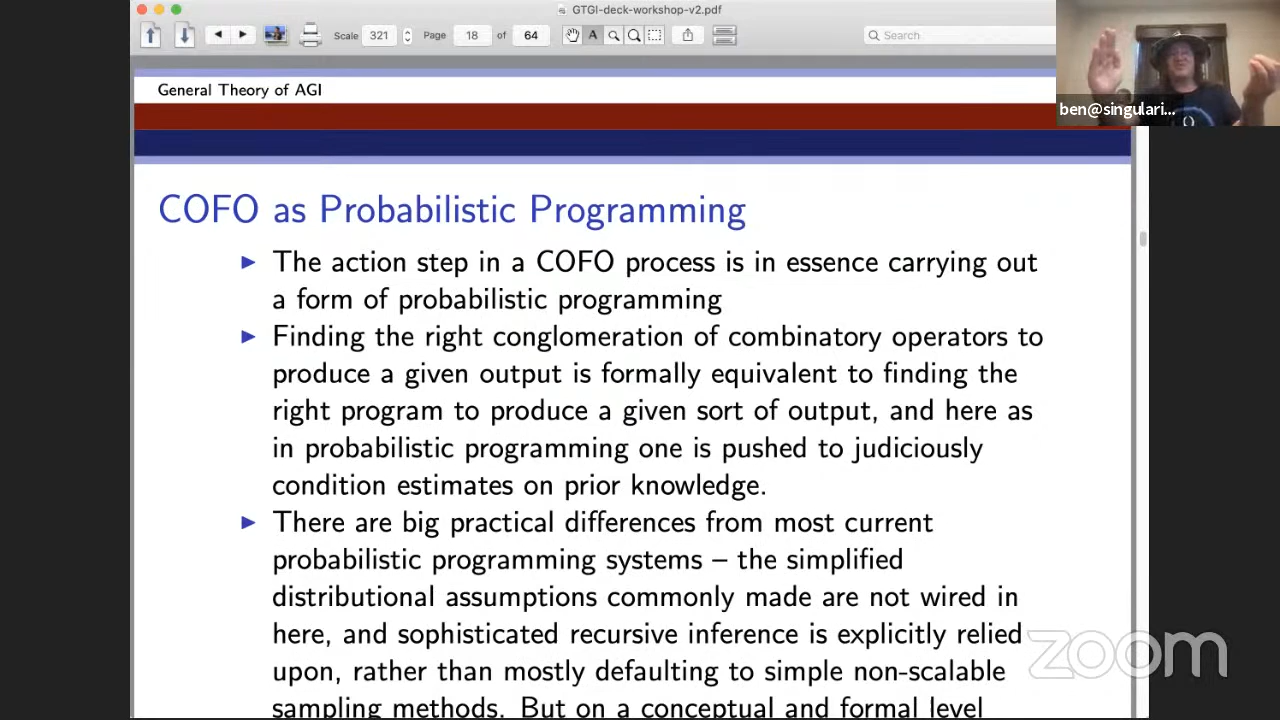 GTGI-deck-workshop-v2.pdf
Scale 321 Page 18 of 64 A Search
General Theory of AGI
ben@singulari...
COFO as Probabilistic Programming
The action step in a COFO process is in essence carrying out
a form of probabilistic programming
Finding the right conglomeration of combinatory operators to
produce a given output is formally equivalent to finding the
right program to produce a given sort of output, and here as
in probabilistic programming one is pushed to judiciously
condition estimates on prior knowledge.
There are big practical differences from most current
probabilistic programming systems – the simplified
distributional assumptions commonly made are not wired in
here, and sophisticated recursive inference is explicitly relied
upon, rather than mostly defaulting to simple non-scalable
sampling methods. But on a conceptual and formal level
zoom